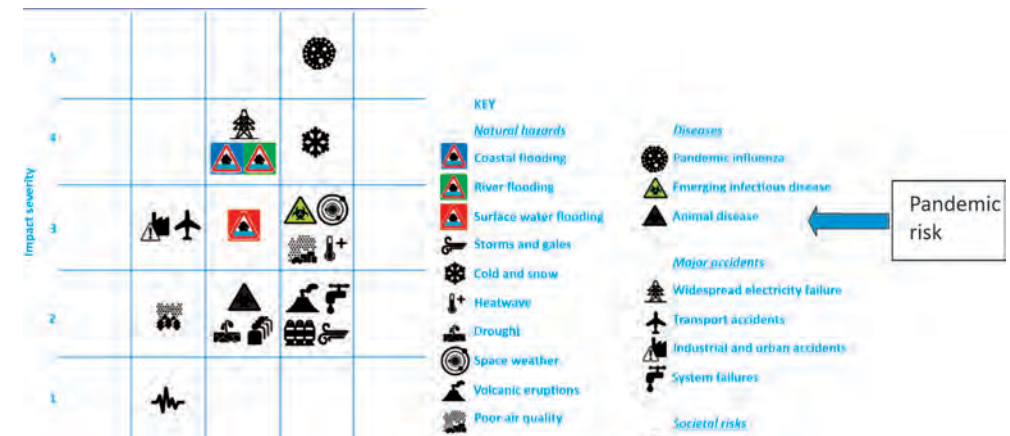 Impact severity
5
4
3
2
1
KEY
Natural hazards
Coastal flooding
River flooding
Surface water flooding
Storms and gales
Cold and snow
Heatwave
Drought
Space weather
Volcanic eruptions
Poor air quality
Diseases
Pandemic influenza
Emerging infectious disease
Animal disease
Major accidents
Widespread electricity failure
Transport accidents
Industrial and urban accidents
System failures
Societal risks
Pandemic
risk